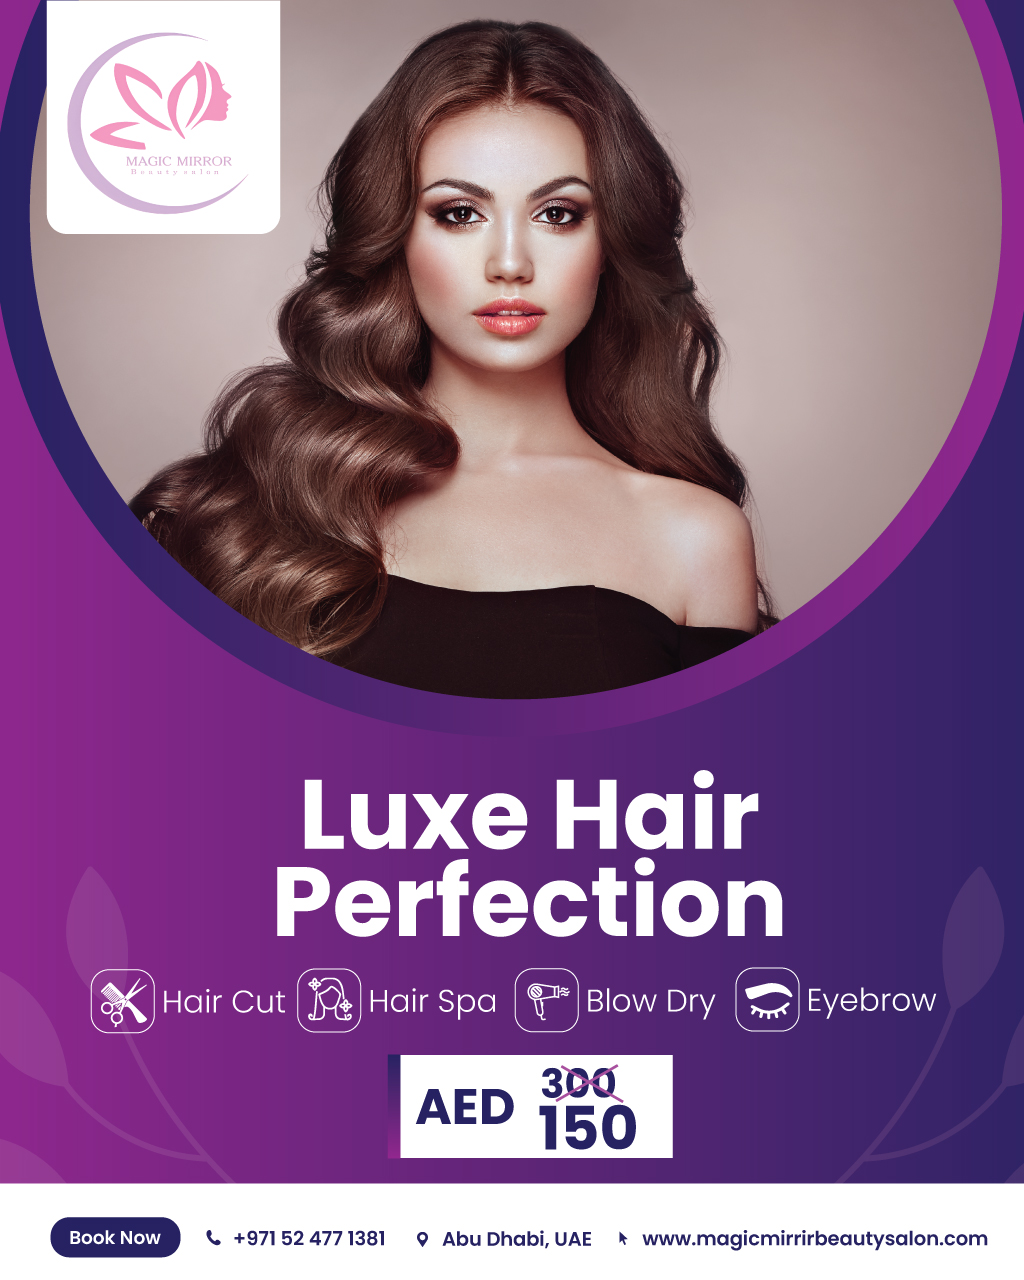 MAGIC MIRROR
Beauty salon
Luxe Hair
Perfection
Hair Cut
Hair Spa
Blow Dry
Eyebrow
AED 300
150
Book Now
+971 52 477 1381
Abu Dhabi, UAE
www.magicmirrirbeautysalon.com